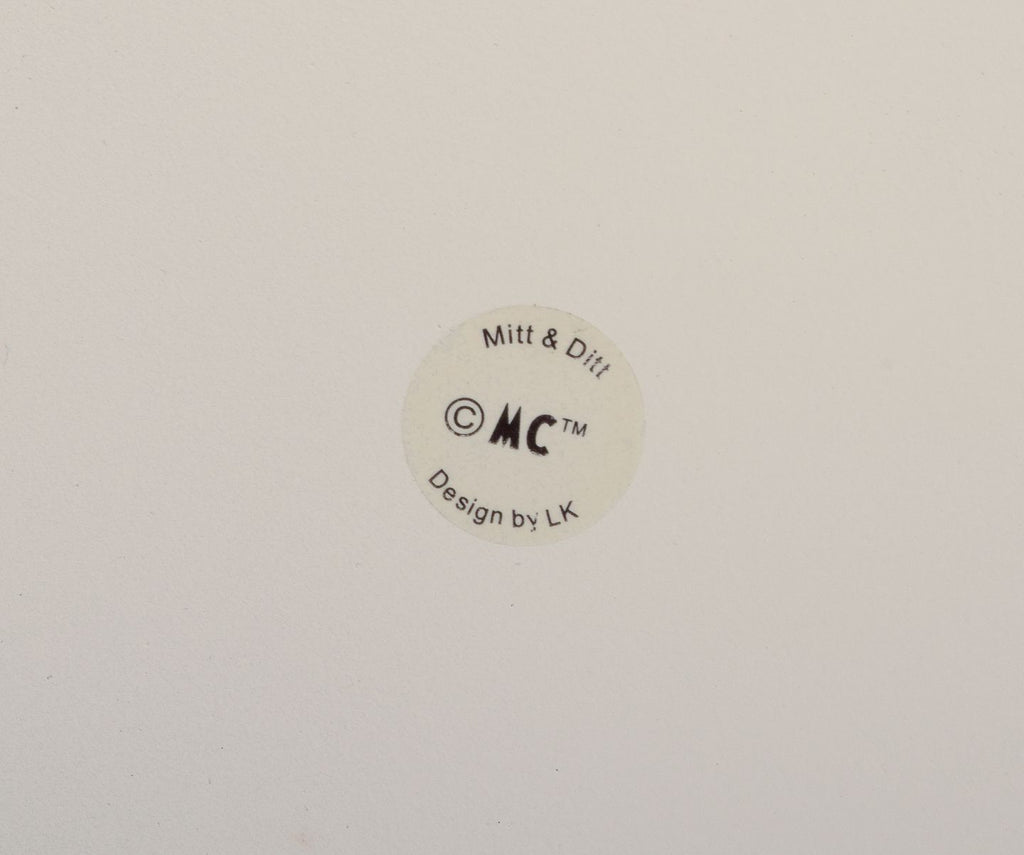 Mitt & Ditt
© MC™
Design by LK